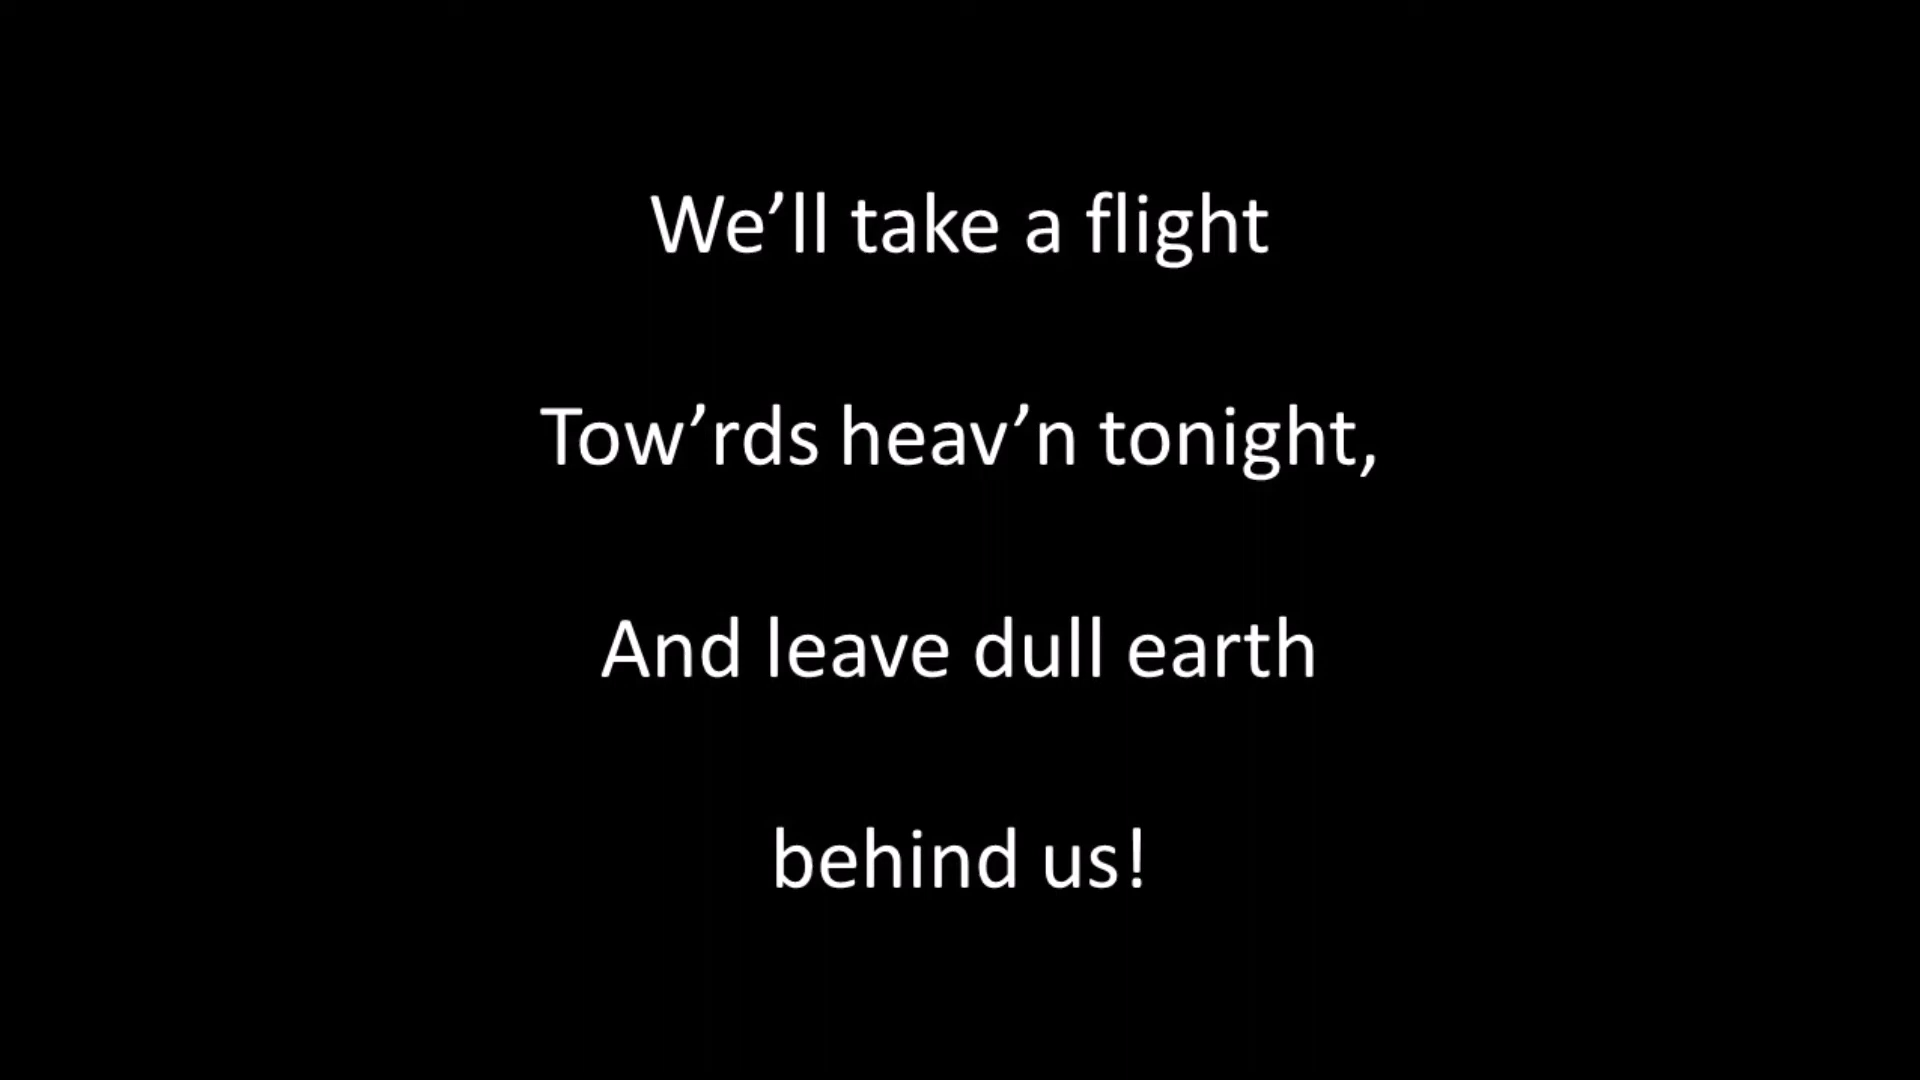 We’ll take a flight
Tow’rds heav’n tonight,
And leave dull earth
behind us!